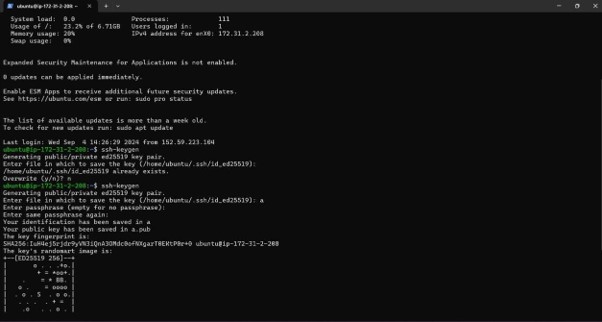 ubuntu@ip-172-31-2-208: ~
System load: 0.0 Processes: 111
Usage of /: 23.2% of 6.71GB Users logged in: 1
Memory usage: 20% IPv4 address for enX0: 172.31.2.208
Swap usage: 0%
Expanded Security Maintenance for Applications is not enabled.
0 updates can be applied immediately.
Enable ESM Apps to receive additional future security updates.
See https://ubuntu.com/esm or run: sudo pro status
The list of available updates is more than a week old.
To check for new updates run: sudo apt update
Last login: Wed Sep 4 14:26:29 2024 from 152.59.223.104
ubuntu@ip-172-31-2-208:~$ ssh-keygen
Generating public/private ed25519 key pair.
Enter file in which to save the key (/home/ubuntu/.ssh/id_ed25519):
/home/ubuntu/.ssh/id_ed25519 already exists.
Overwrite (y/n)? n
ubuntu@ip-172-31-2-208:~$ ssh-keygen
Generating public/private ed25519 key pair.
Enter file in which to save the key (/home/ubuntu/.ssh/id_ed25519): a
Enter passphrase (empty for no passphrase):
Enter same passphrase again:
Your identification has been saved in a
Your public key has been saved in a.pub
The key fingerprint is:
ubuntu@ip-172-31-2-208
The key's randomart image is:
+--[ED25519 256]--+